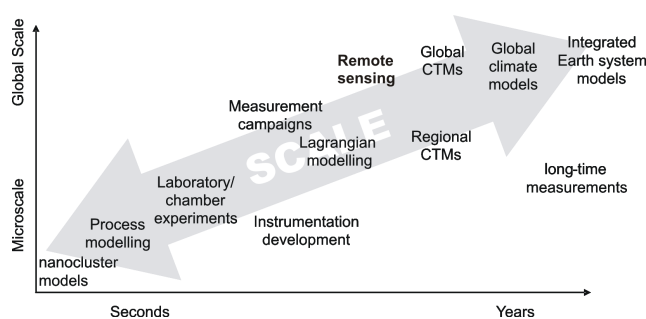 Global Scale
Microscale
Remote
sensing
Global
CTMs
Global
climate
models
Integrated
Earth system
models
Measurement
campaigns
SCALE
Lagrangian
modelling
Regional
CTMs
long-time
measurements
Laboratory/
chamber
experiments
Instrumentation
development
Process
modelling
nanocluster
models
Seconds
Years